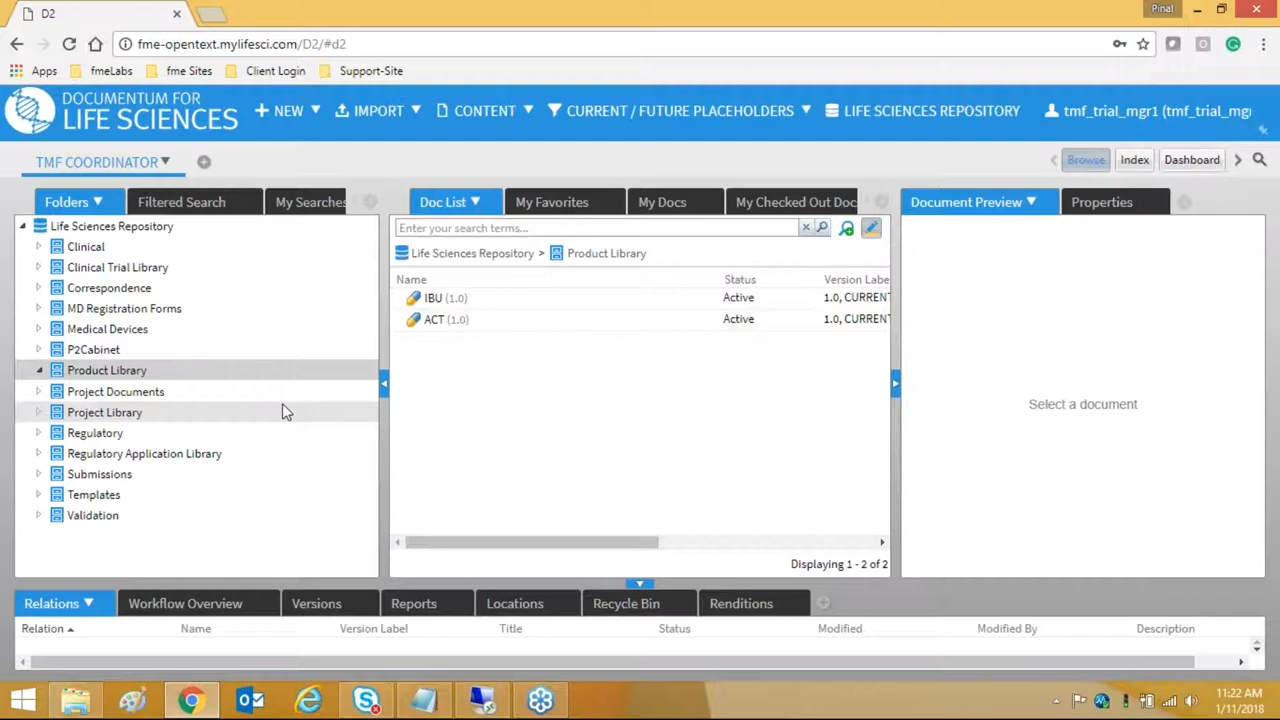 D2
Pinal
fme-opentext.mylifesci.com/D2/#d2
Apps fmeLabs fme Sites Client Login Support-Site
DOCUMENTUM FOR
LIFE SCIENCES
NEW IMPORT CONTENT CURRENT / FUTURE PLACEHOLDERS LIFE SCIENCES REPOSITORY tmf_trial_mgr1 (tmf_trial_mg
TMF COORDINATOR
Browse Index Dashboard
Folders Filtered Search My Searches
Doc List My Favorites My Docs My Checked Out Doc
Document Preview Properties
Life Sciences Repository
Clinical
Clinical Trial Library
Correspondence
MD Registration Forms
Medical Devices
P2Cabinet
Product Library
Project Documents
Project Library
Regulatory
Regulatory Application Library
Submissions
Templates
Validation
Enter your search terms...
Life Sciences Repository > Product Library
Name Status Version Labe
IBU (1.0) Active 1.0, CURREN
ACT (1.0) Active 1.0, CURREN
Displaying 1 - 2 of 2
Select a document
Relations Workflow Overview Versions Reports Locations Recycle Bin Renditions
Relation Name Version Label Title Status Modified Modified By Description
11:22 AM
1/11/2018